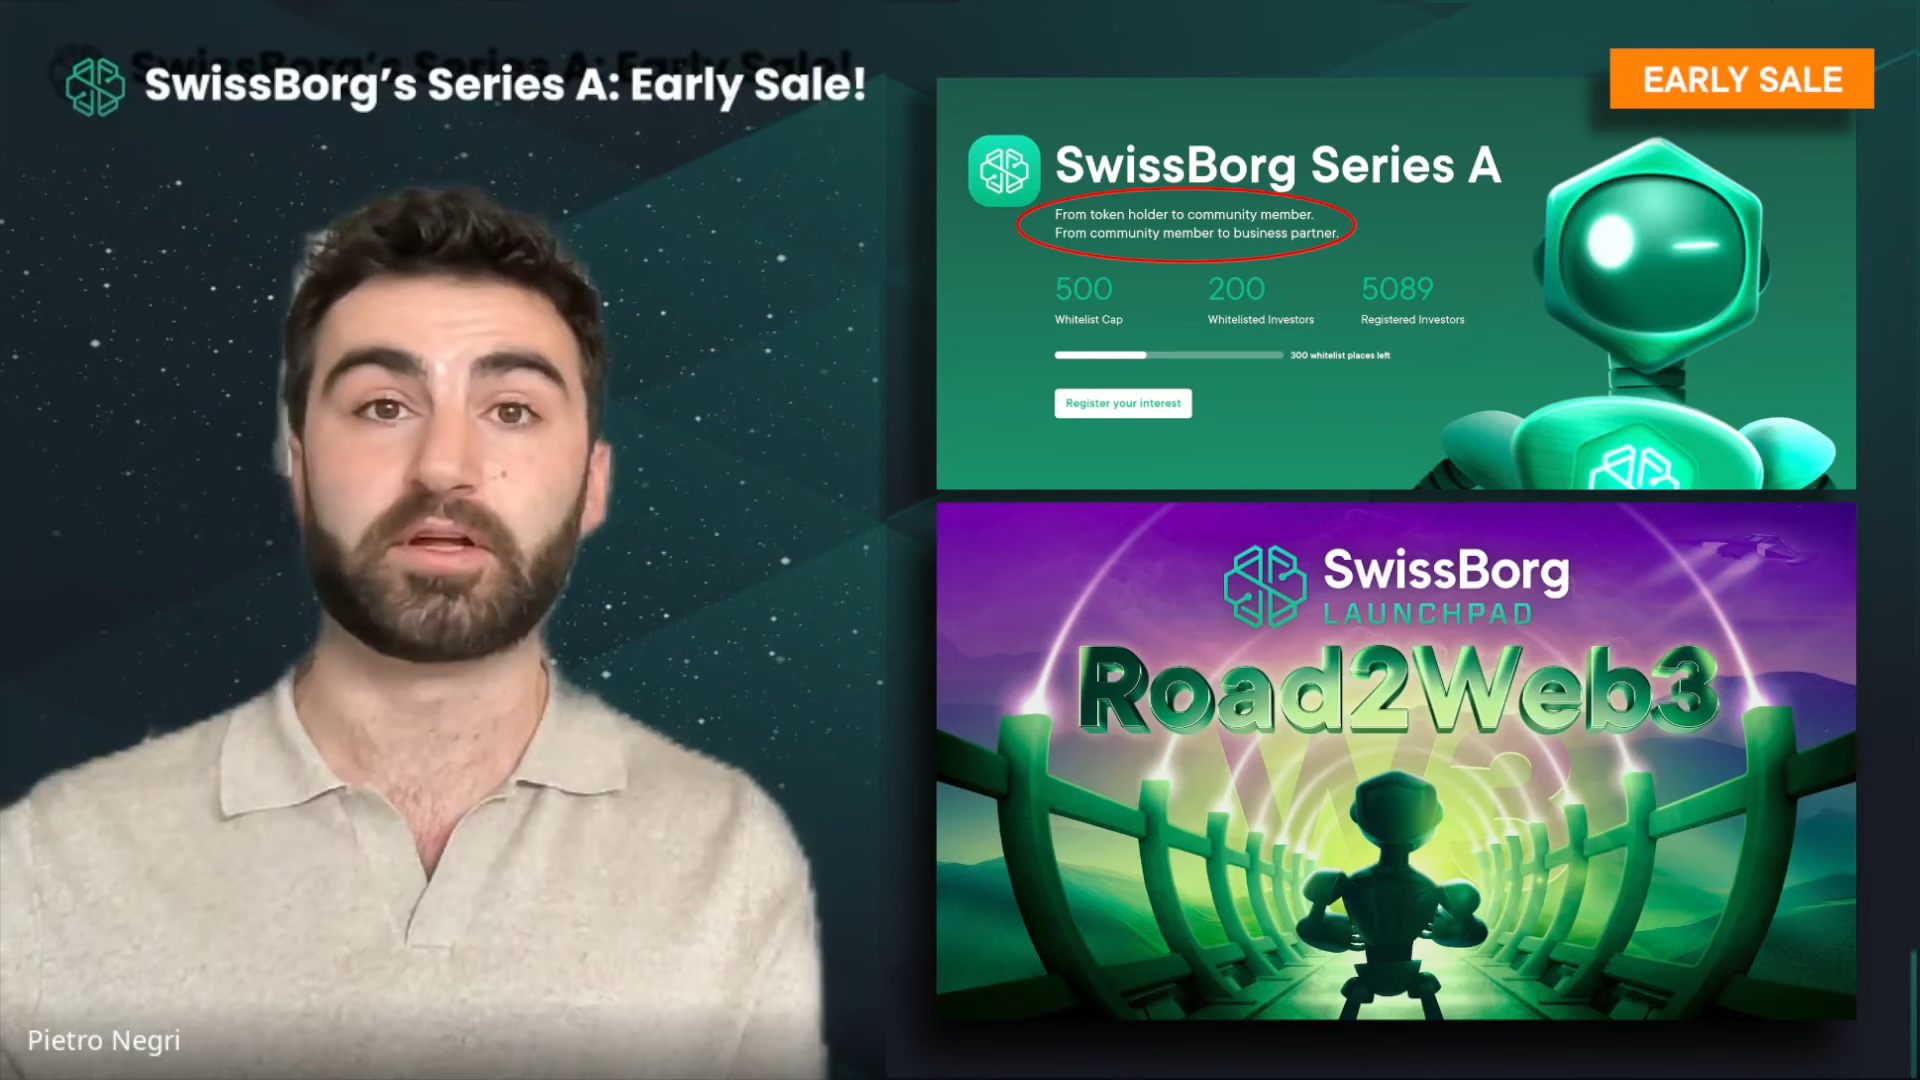 SwissBorg's Series A: Early Sale!
EARLY SALE
SwissBorg Series A
From token holder to community member.
From community member to business partner.
500
200
5089
Whitelist Cap
Whitelisted Investors
Registered Investors
300 whitelist places left
Register your interest
SwissBorg
LAUNCHPAD
Road2Web3
W3
Pietro Negri